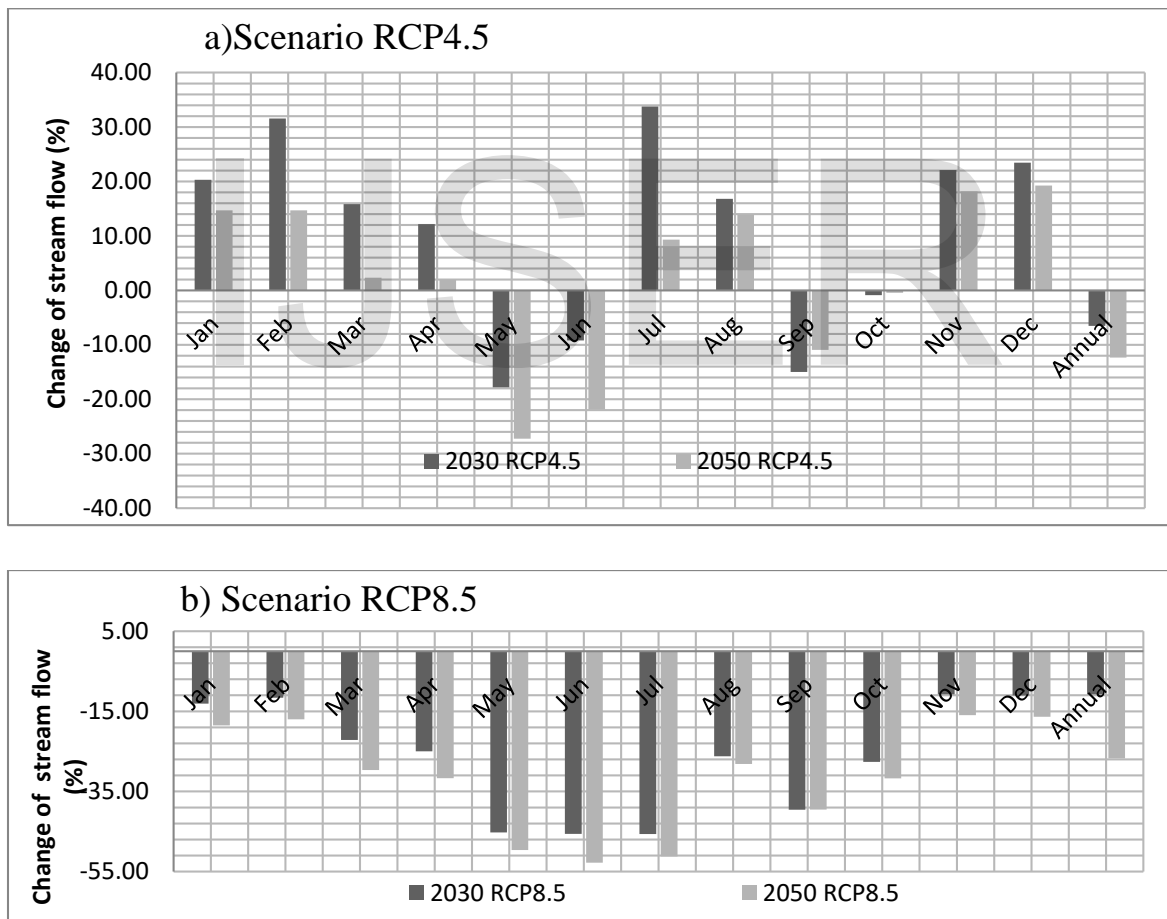 a)Scenario RCP4.5
Change of stream flow (%)
40.00
30.00
20.00
10.00
0.00
-10.00
-20.00
-30.00
-40.00
Jan
Feb
Mar
Apr
May
Jun
Jul
Aug
Sep
Oct
Nov
Dec
Annual
IJSER
2030 RCP4.5
2050 RCP4.5
b) Scenario RCP8.5
Change of stream flow
(%)
5.00
-15.00
-35.00
-55.00
Jan
Feb
Mar
Apr
May
Jun
Jul
Aug
Sep
Oct
Nov
Dec
Annual
2030 RCP8.5
2050 RCP8.5